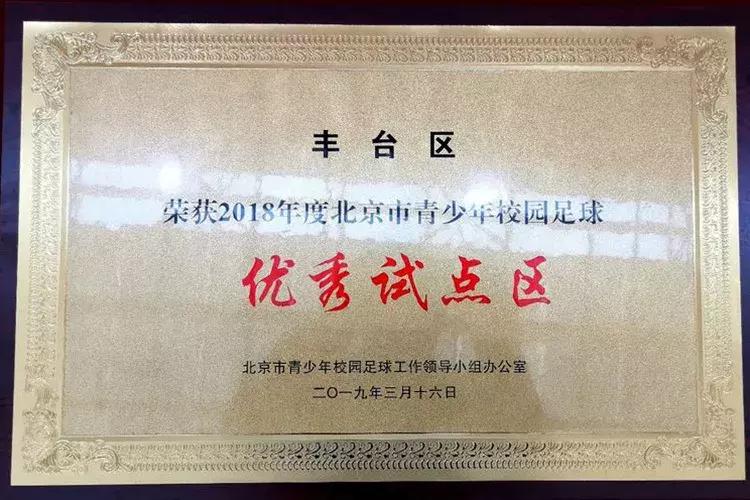 丰台区
荣获2018年度北京市青少年校园足球
优秀试点区
北京市青少年校园足球工作领导小组办公室
二〇一九年三月十六日